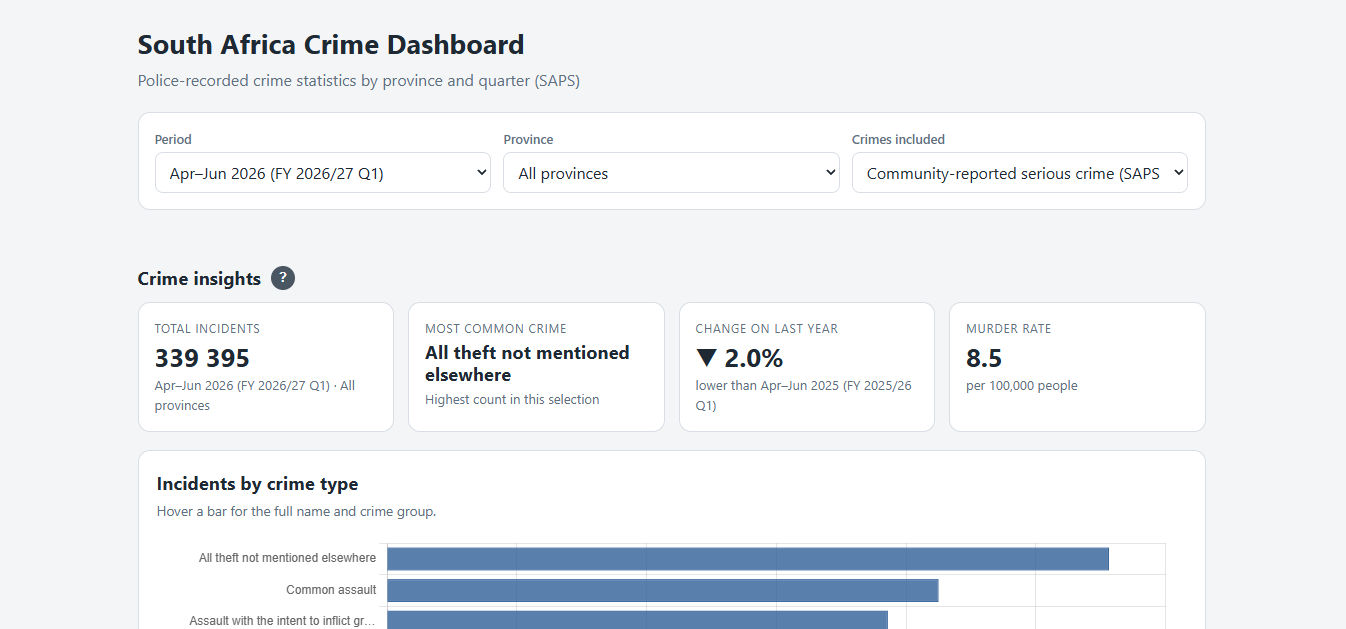 South Africa Crime Dashboard
Police-recorded crime statistics by province and quarter (SAPS)
Period
Province
Crimes included
Apr–Jun 2026 (FY 2026/27 Q1)
All provinces
Community-reported serious crime (SAPS
Crime insights ?
TOTAL INCIDENTS
339 395
Apr–Jun 2026 (FY 2026/27 Q1) · All
provinces
MOST COMMON CRIME
All theft not mentioned
elsewhere
Highest count in this selection
CHANGE ON LAST YEAR
▼ 2.0%
lower than Apr–Jun 2025 (FY 2025/26
Q1)
MURDER RATE
8.5
per 100,000 people
Incidents by crime type
Hover a bar for the full name and crime group.
All theft not mentioned elsewhere
Common assault
Assault with the intent to inflict gr…